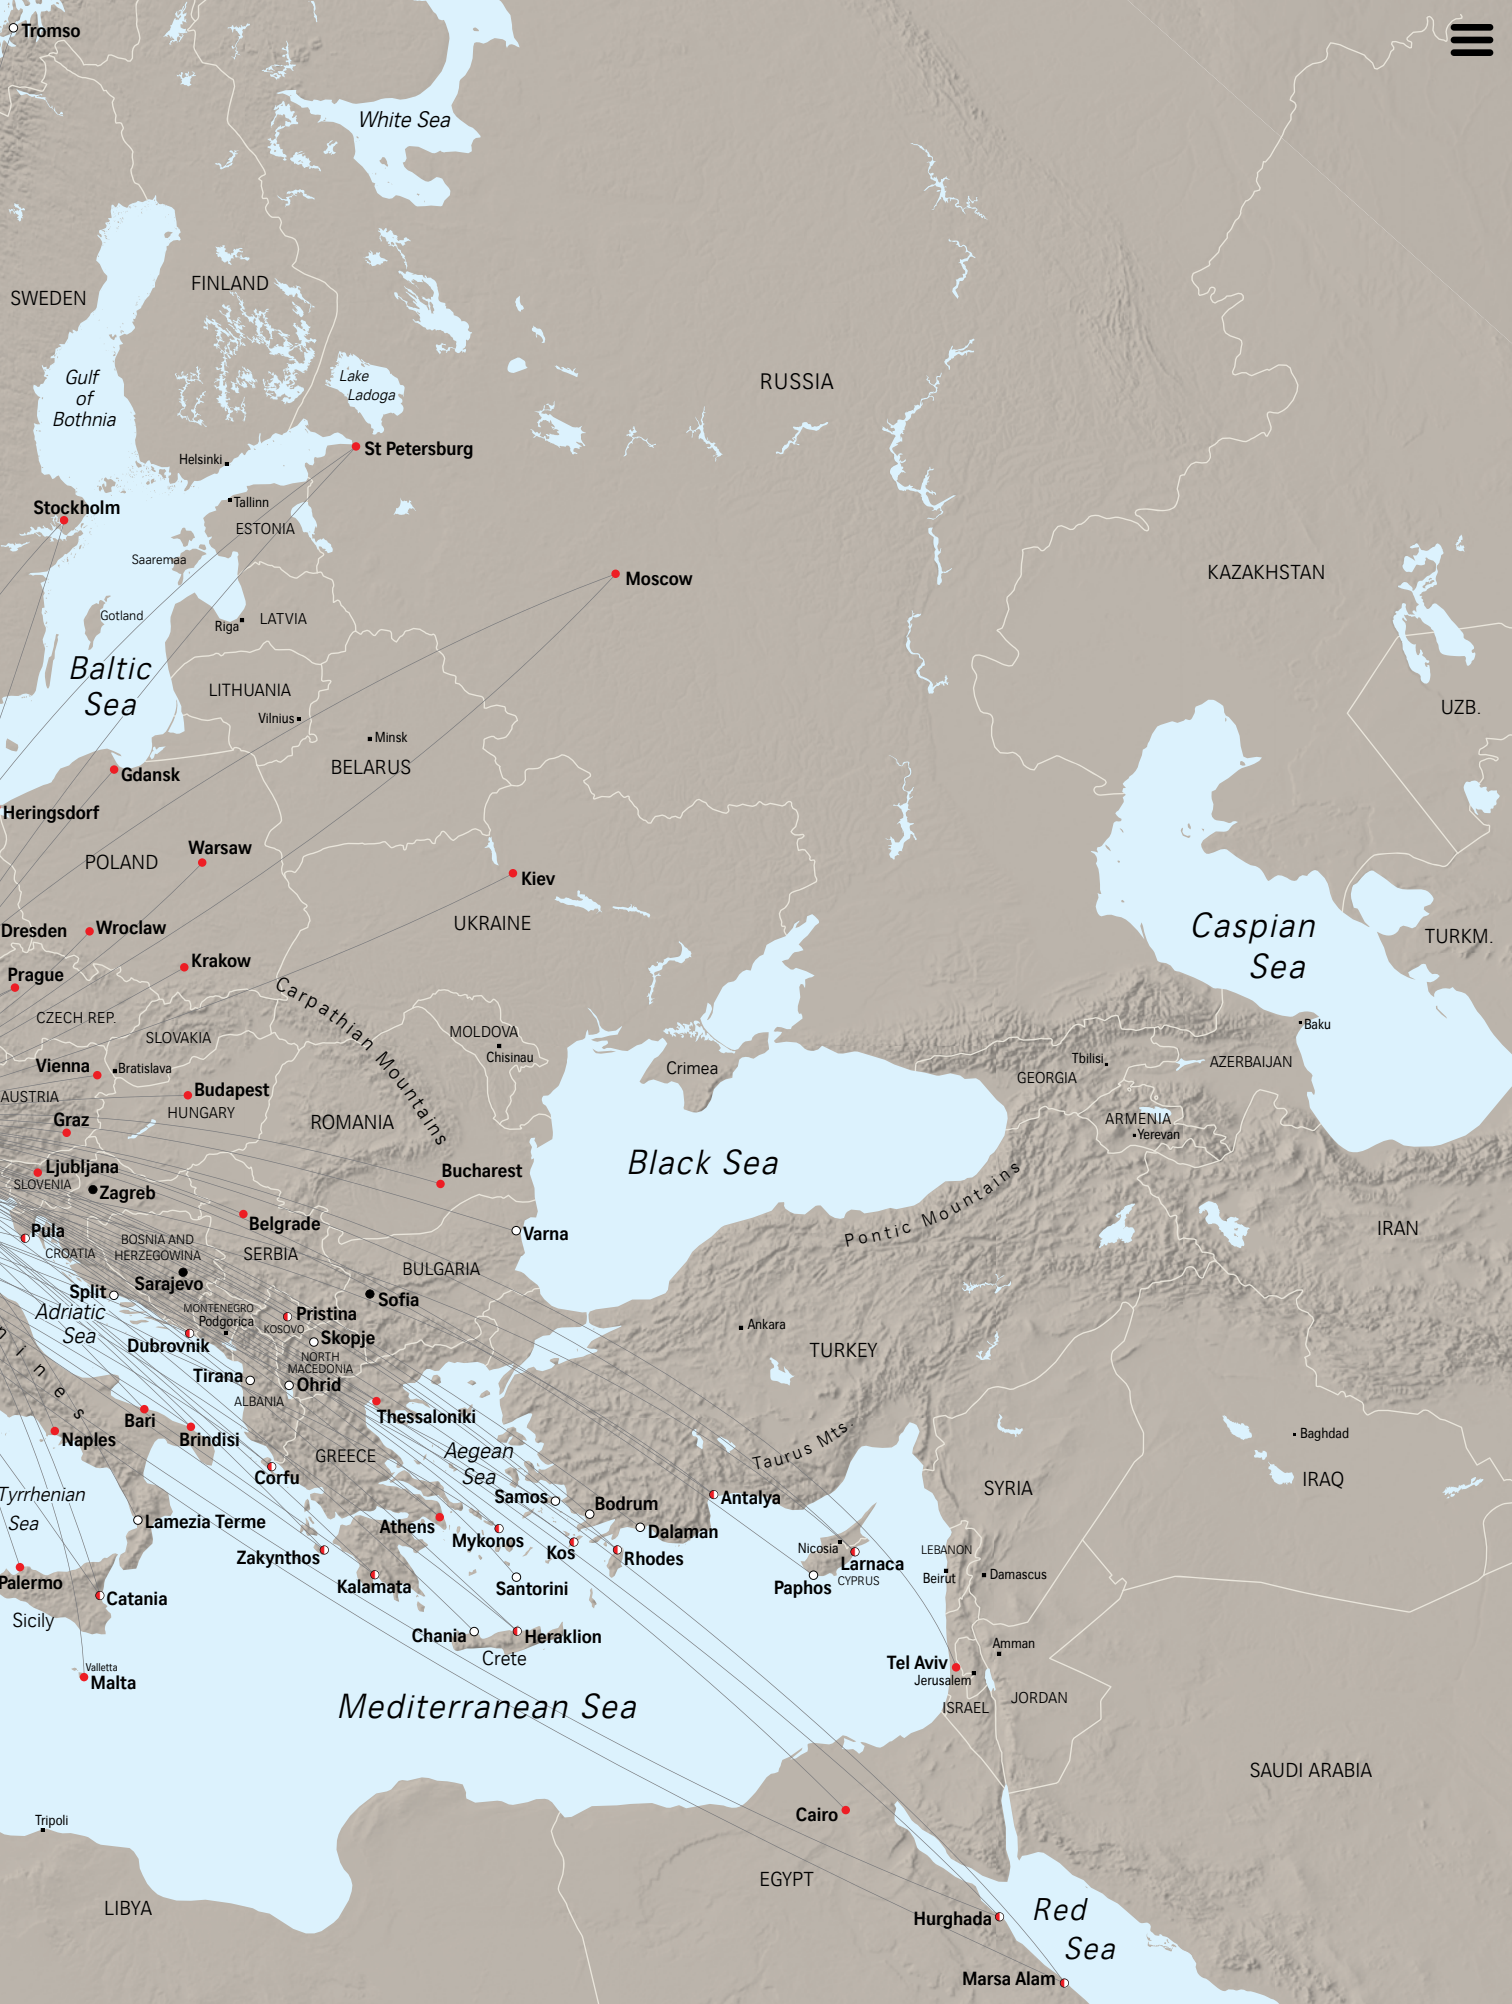 Tromso
White Sea
FINLAND
SWEDEN
Gulf
of
Bothnia
Lake
Ladoga
RUSSIA
St Petersburg
Helsinki
Stockholm
Tallinn
ESTONIA
Saaremaa
KAZAKHSTAN
Moscow
Gotland
Riga
LATVIA
Baltic
Sea
LITHUANIA
Vilnius
UZB.
Minsk
BELARUS
Gdansk
Heringsdorf
Warsaw
POLAND
Kiev
UKRAINE
Dresden
Wroclaw
Caspian
Sea
TURKM.
Krakow
Prague
Carpathian Mountains
CZECH REP.
SLOVAKIA
MOLDOVA
Chisinau
Baku
Vienna
Bratislava
Crimea
Tbilisi
GEORGIA
AZERBAIJAN
AUSTRIA
Budapest
HUNGARY
Graz
ROMANIA
ARMENIA
Yerevan
Black Sea
Ljubljana
SLOVENIA
Bucharest
Zagreb
Pontic Mountains
Belgrade
Pula
CROATIA
BOSNIA AND
HERZEGOWINA
SERBIA
Varna
IRAN
BULGARIA
Sarajevo
Split
Sofia
Adriatic
Sea
MONTENEGRO
Podgorica
Pristina
KOSOVO
Skopje
Dubrovnik
NORTH
MACEDONIA
Ankara
TURKEY
nines
Tirana
Ohrid
ALBANIA
Bari
Thessaloniki
Naples
Brindisi
Taurus Mts.
Baghdad
GREECE
Aegean
Sea
Corfu
IRAQ
SYRIA
Tyrrhenian
Sea
Samos
Bodrum
Antalya
Lamezia Terme
Athens
Mykonos
Dalaman
Kos
Rhodes
Nicosia
Larnaca
CYPRUS
LEBANON
Beirut
Damascus
Zakynthos
Palermo
Kalamata
Santorini
Paphos
Catania
Sicily
Chania
Heraklion
Crete
Amman
Tel Aviv
Jerusalem
Valletta
Malta
ISRAEL
JORDAN
Mediterranean Sea
SAUDI ARABIA
Cairo
Tripoli
EGYPT
LIBYA
Hurghada
Red
Sea
Marsa Alam